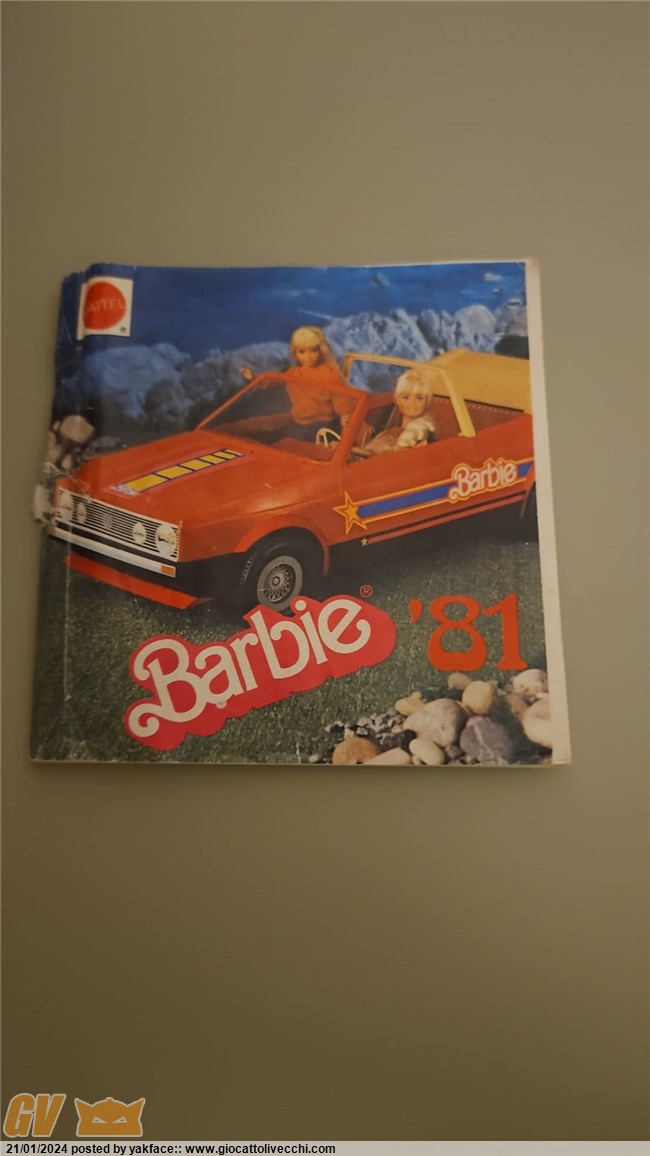 MATTEL
®
Barbie
Barbie® '81
GV
21/01/2024 posted by yakface:: www.giocattolivecchi.com